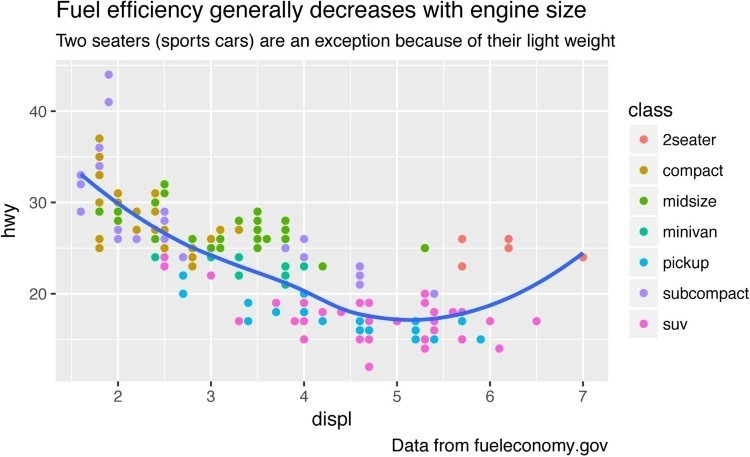 Fuel efficiency generally decreases with engine size
Two seaters (sports cars) are an exception because of their light weight
40
30
20
hwy
2 3 4 5 6 7
displ
class
2seater
compact
midsize
minivan
pickup
subcompact
suv
Data from fueleconomy.gov